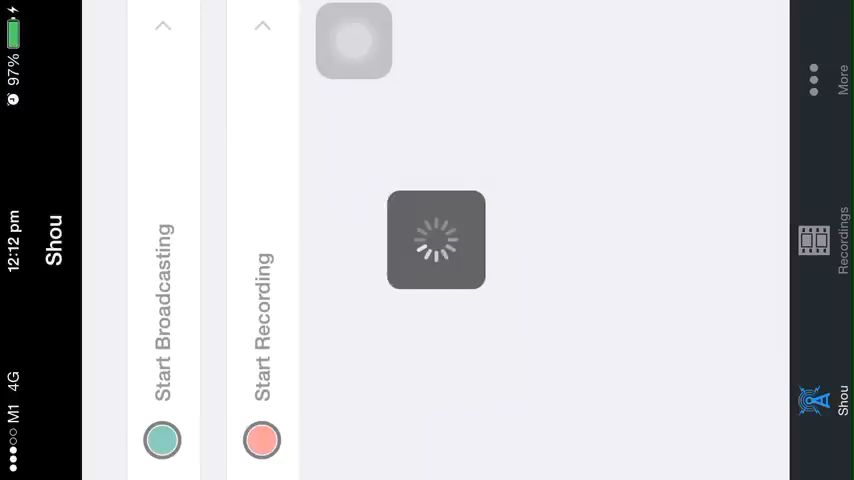 M1 4G 12:12 pm 97%
Shou
Start Broadcasting
Start Recording
Shou Recordings More